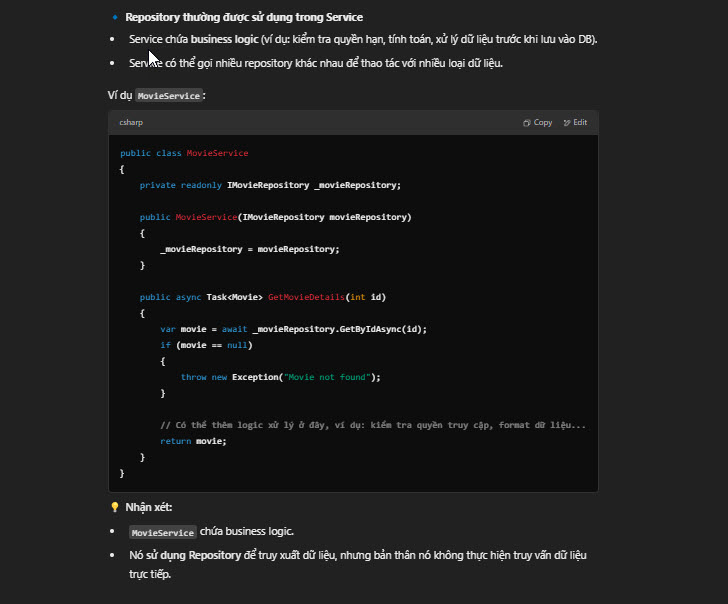 🔹 Repository thường được sử dụng trong Service
• Service chứa business logic (ví dụ: kiểm tra quyền hạn, tính toán, xử lý dữ liệu trước khi lưu vào DB).
• Service có thể gọi nhiều repository khác nhau để thao tác với nhiều loại dữ liệu.
Ví dụ MovieService:
csharp Copy Edit
public class MovieService
{
    private readonly IMovieRepository _movieRepository;
    public MovieService(IMovieRepository movieRepository)
    {
        _movieRepository = movieRepository;
    }
    public async Task<Movie> GetMovieDetails(int id)
    {
        var movie = await _movieRepository.GetByIdAsync(id);
        if (movie == null)
        {
            throw new Exception("Movie not found");
        }
        // Có thể thêm logic xử lý ở đây, ví dụ: kiểm tra quyền truy cập, format dữ liệu...
        return movie;
    }
}
💡 Nhận xét:
• MovieService chứa business logic.
• Nó sử dụng Repository để truy xuất dữ liệu, nhưng bản thân nó không thực hiện truy vấn dữ liệu
trực tiếp.